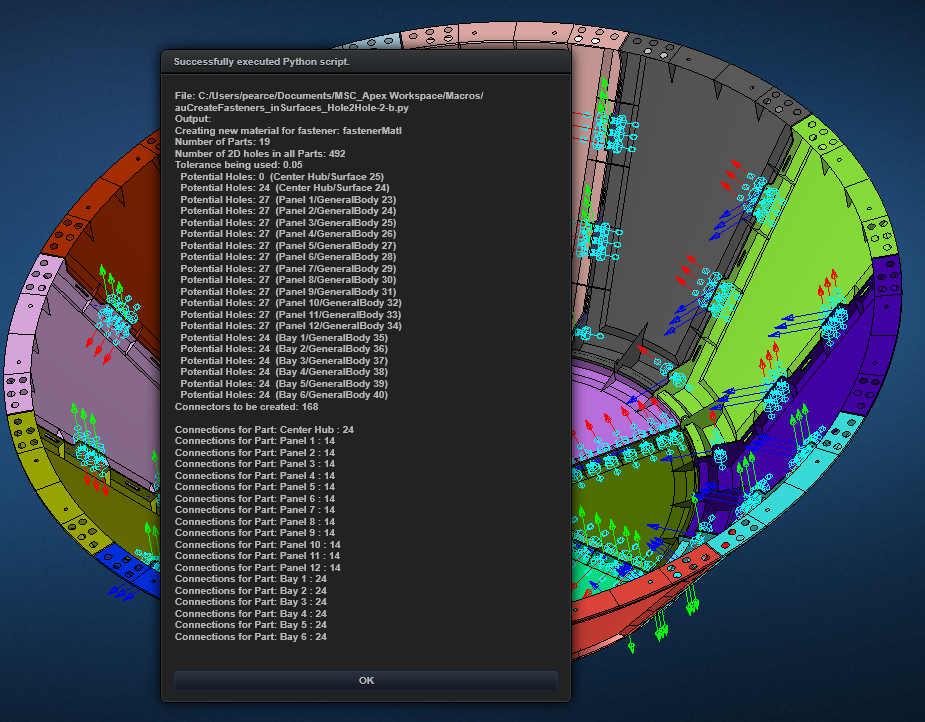 Successfully executed Python script.
File: C:/Users/pearce/Documents/MSC_Apex Workspace/Macros/
auCreateFasteners_inSurfaces_Hole2Hole-2-b.py
Output:
Creating new material for fastener: fastenerMatl
Number of Parts: 19
Number of 2D holes in all Parts: 492
Tolerance being used: 0.05
Potential Holes: 0 (Center Hub/Surface 25)
Potential Holes: 24 (Center Hub/Surface 24)
Potential Holes: 27 (Panel 1/GeneralBody 23)
Potential Holes: 27 (Panel 2/GeneralBody 24)
Potential Holes: 27 (Panel 3/GeneralBody 25)
Potential Holes: 27 (Panel 4/GeneralBody 26)
Potential Holes: 27 (Panel 5/GeneralBody 27)
Potential Holes: 27 (Panel 6/GeneralBody 28)
Potential Holes: 27 (Panel 7/GeneralBody 29)
Potential Holes: 27 (Panel 8/GeneralBody 30)
Potential Holes: 27 (Panel 9/GeneralBody 31)
Potential Holes: 27 (Panel 10/GeneralBody 32)
Potential Holes: 27 (Panel 11/GeneralBody 33)
Potential Holes: 27 (Panel 12/GeneralBody 34)
Potential Holes: 24 (Bay 1/GeneralBody 35)
Potential Holes: 24 (Bay 2/GeneralBody 36)
Potential Holes: 24 (Bay 3/GeneralBody 37)
Potential Holes: 24 (Bay 4/GeneralBody 38)
Potential Holes: 24 (Bay 5/GeneralBody 39)
Potential Holes: 24 (Bay 6/GeneralBody 40)
Connectors to be created: 168
Connections for Part: Center Hub : 24
Connections for Part: Panel 1 : 14
Connections for Part: Panel 2 : 14
Connections for Part: Panel 3 : 14
Connections for Part: Panel 4 : 14
Connections for Part: Panel 5 : 14
Connections for Part: Panel 6 : 14
Connections for Part: Panel 7 : 14
Connections for Part: Panel 8 : 14
Connections for Part: Panel 9 : 14
Connections for Part: Panel 10 : 14
Connections for Part: Panel 11 : 14
Connections for Part: Panel 12 : 14
Connections for Part: Bay 1 : 24
Connections for Part: Bay 2 : 24
Connections for Part: Bay 3 : 24
Connections for Part: Bay 4 : 24
Connections for Part: Bay 5 : 24
Connections for Part: Bay 6 : 24
OK